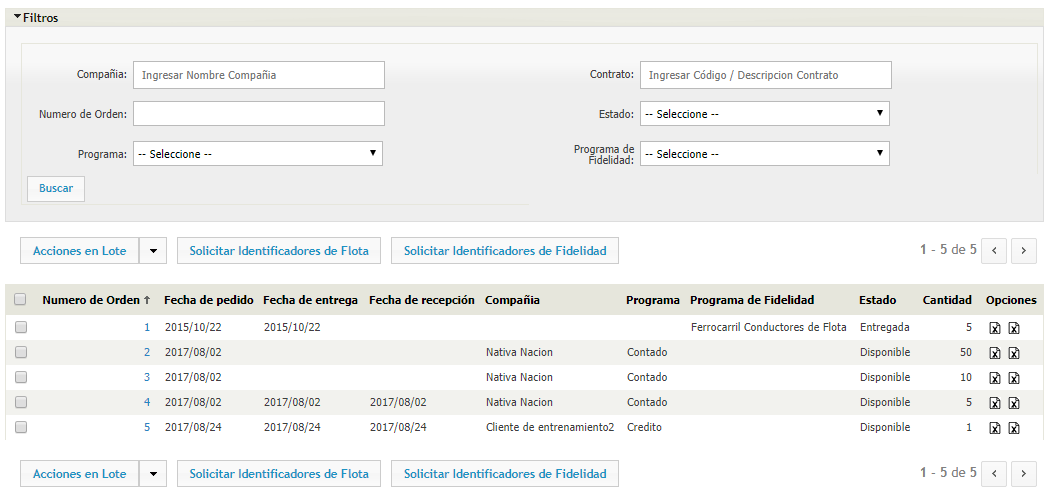 Filtros
Compañia: Ingresar Nombre Compañia Contrato: Ingresar Código / Descripcion Contrato
Numero de Orden: Estado: -- Seleccione --
Programa: -- Seleccione -- Programa de Fidelidad: -- Seleccione --
Buscar
Acciones en Lote Solicitar Identificadores de Flota Solicitar Identificadores de Fidelidad 1 - 5 de 5
Numero de Orden ↑ Fecha de pedido Fecha de entrega Fecha de recepción Compañia Programa Programa de Fidelidad Estado Cantidad Opciones
1 2015/10/22 2015/10/22 Ferrocarril Conductores de Flota Entregada 5
2 2017/08/02 Nativa Nacion Contado Disponible 50
3 2017/08/02 Nativa Nacion Contado Disponible 10
4 2017/08/02 2017/08/02 2017/08/02 Nativa Nacion Contado Disponible 5
5 2017/08/24 2017/08/24 2017/08/24 Cliente de entrenamiento2 Credito Disponible 1
Acciones en Lote Solicitar Identificadores de Flota Solicitar Identificadores de Fidelidad 1 - 5 de 5